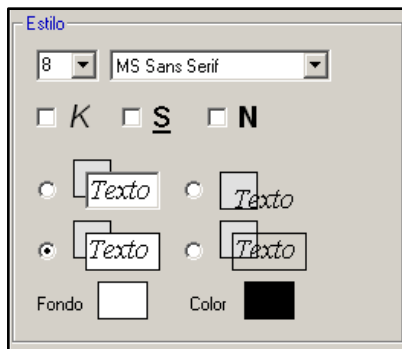 Estilo
8 MS Sans Serif
K S N
Texto Texto
Texto Texto
Fondo Color